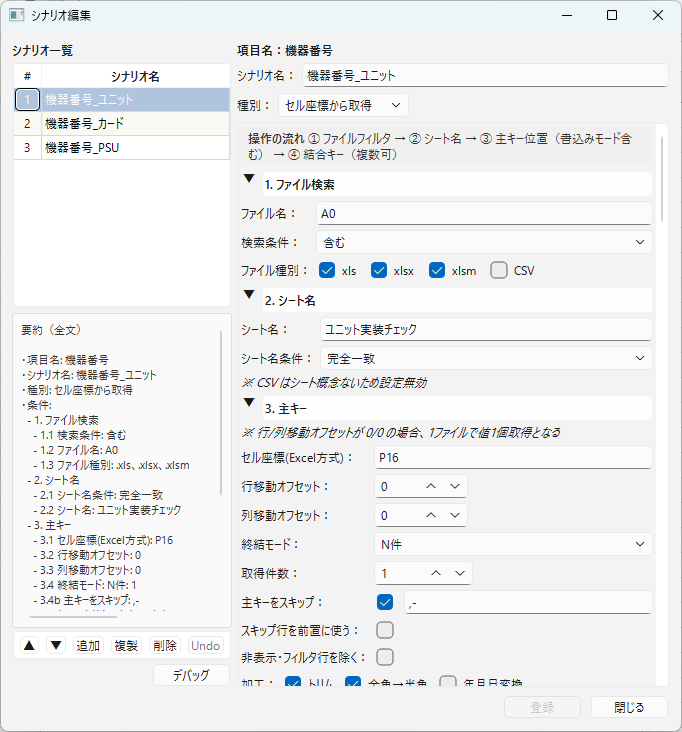 シナリオ編集
シナリオ一覧
# シナリオ名
1 機器番号_ユニット
2 機器番号_カード
3 機器番号_PSU
要約（全文）
・項目名: 機器番号
・シナリオ名: 機器番号_ユニット
・種別: セル座標から取得
・条件:
- 1. ファイル検索
- 1.1 検索条件: 含む
- 1.2 ファイル名: A0
- 1.3 ファイル種別: .xls、.xlsx、.xlsm
- 2. シート名
- 2.1 シート名条件: 完全一致
- 2.2 シート名: ユニット実装チェック
- 3. 主キー
- 3.1 セル座標(Excel方式): P16
- 3.2 行移動オフセット: 0
- 3.3 列移動オフセット: 0
- 3.4 終結モード: N件: 1
- 3.4b 主キーをスキップ: ,-
▲ ▼ 追加 複製 削除 Undo
デバッグ
項目名：機器番号
シナリオ名： 機器番号_ユニット
種別： セル座標から取得
操作の流れ ① ファイルフィルタ → ② シート名 → ③ 主キー位置（書込みモード含
む） → ④ 結合キー（複数可）
▼ 1. ファイル検索
ファイル名： A0
検索条件： 含む
ファイル種別： xls xlsx xlsm CSV
▼ 2. シート名
シート名： ユニット実装チェック
シート名条件： 完全一致
※ CSV はシート概念ないため設定無効
▼ 3. 主キー
※ 行/列移動オフセットが 0/0 の場合、1ファイルで値1個取得となる
セル座標(Excel方式)： P16
行移動オフセット： 0
列移動オフセット： 0
終結モード： N件
取得件数： 1
主キーをスキップ： ,-
スキップ行を前置に使う：
非表示・フィルタ行を除く：
加工： トリム 全角→半角 年月日変換
登録 閉じる